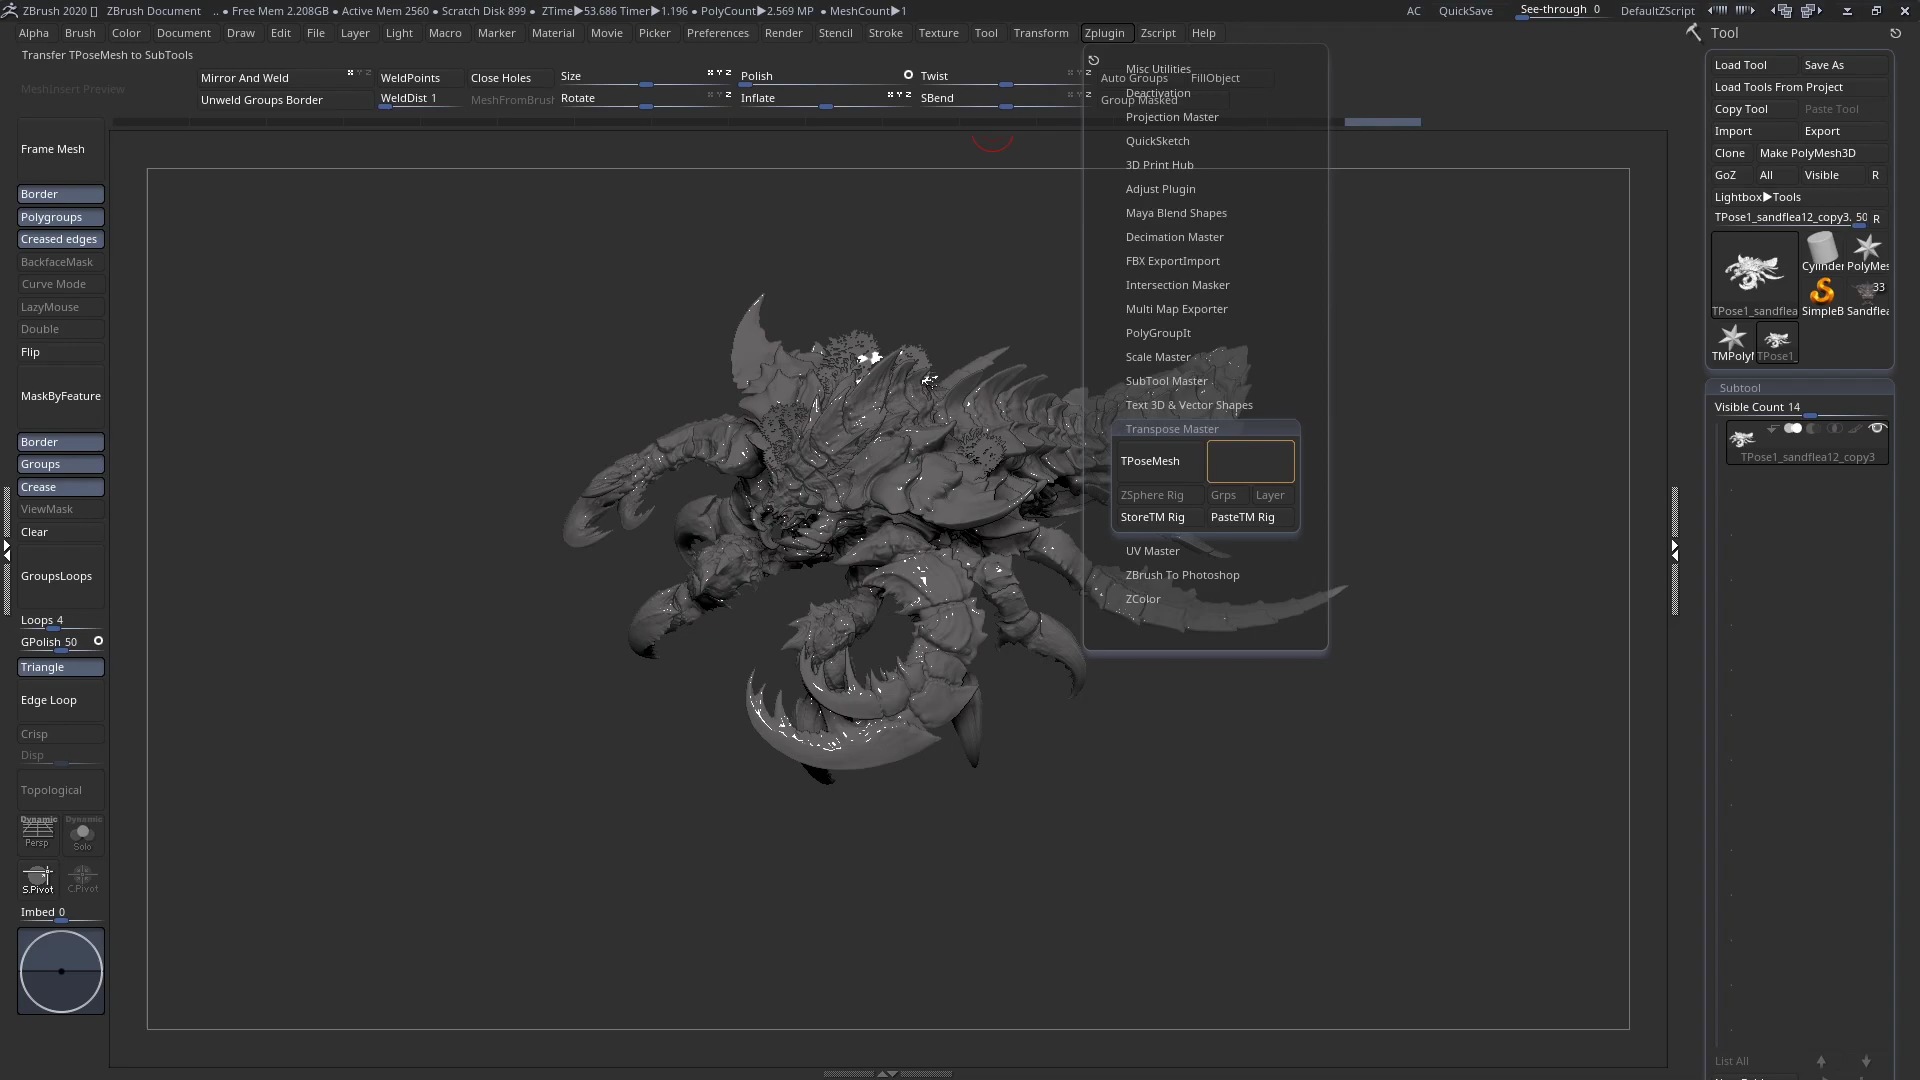 ZBrush 2020 [] ZBrush Document .. ● Free Mem 2.208GB ● Active Mem 2560 ● Scratch Disk 899 ● ZTime▶53.686 Timer▶1.196 ● PolyCount▶2.569 MP ● MeshCount▶1 AC QuickSave See-through 0 DefaultZScript
Alpha Brush Color Document Draw Edit File Layer Light Macro Marker Material Movie Picker Preferences Render Stencil Stroke Texture Tool Transform Zplugin Zscript Help
Transfer TPoseMesh to SubTools
MeshInsert Preview
Mirror And Weld
WeldPoints
Close Holes
Size
Polish
Twist
Unweld Groups Border
WeldDist 1
MeshFromBrush
Rotate
Inflate
SBend
Auto Groups
FillObject
Group Masked
Frame Mesh
Border
Polygroups
Creased edges
BackfaceMask
Curve Mode
LazyMouse
Double
Flip
MaskByFeature
Border
Groups
Crease
ViewMask
Clear
GroupsLoops
Loops 4
GPolish 50
Triangle
Edge Loop
Crisp
Disp
Topological
Dynamic
Persp
Dynamic
Solo
S.Pivot
C.Pivot
Imbed 0
Misc Utilities
Deactivation
Projection Master
QuickSketch
3D Print Hub
Adjust Plugin
Maya Blend Shapes
Decimation Master
FBX ExportImport
Intersection Masker
Multi Map Exporter
PolyGroupIt
Scale Master
SubTool Master
Text 3D & Vector Shapes
Transpose Master
TPoseMesh
ZSphere Rig Grps Layer
StoreTM Rig PasteTM Rig
UV Master
ZBrush To Photoshop
ZColor
Tool
Load Tool Save As
Load Tools From Project
Copy Tool Paste Tool
Import Export
Clone Make PolyMesh3D
GoZ All Visible R
Lightbox▶Tools
TPose1_sandflea12_copy3. 50 R
Cylinder PolyMes
33
TPose1_sandflea SimpleB Sandflea
TMPolyM TPose1_
Subtool
Visible Count 14
TPose1_sandflea12_copy3
List All